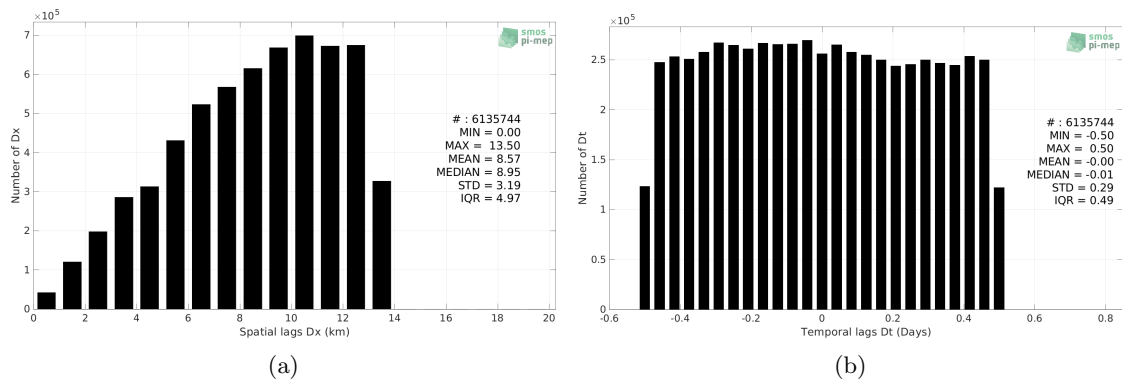 ×10⁵
7
6
5
4
3
2
1
0
Number of Dx
0 2 4 6 8 10 12 14 16 18 20
Spatial lags Dx (km)
smos
pi-mep
# : 6135744
MIN = 0.00
MAX = 13.50
MEAN = 8.57
MEDIAN = 8.95
STD = 3.19
IQR = 4.97
(a)
×10⁵
2.5
2
1.5
1
0.5
0
Number of Dt
-0.6 -0.4 -0.2 0 0.2 0.4 0.6 0.8
Temporal lags Dt (Days)
smos
pi-mep
# : 6135744
MIN = -0.50
MAX = 0.50
MEAN = -0.00
MEDIAN = -0.01
STD = 0.29
IQR = 0.49
(b)